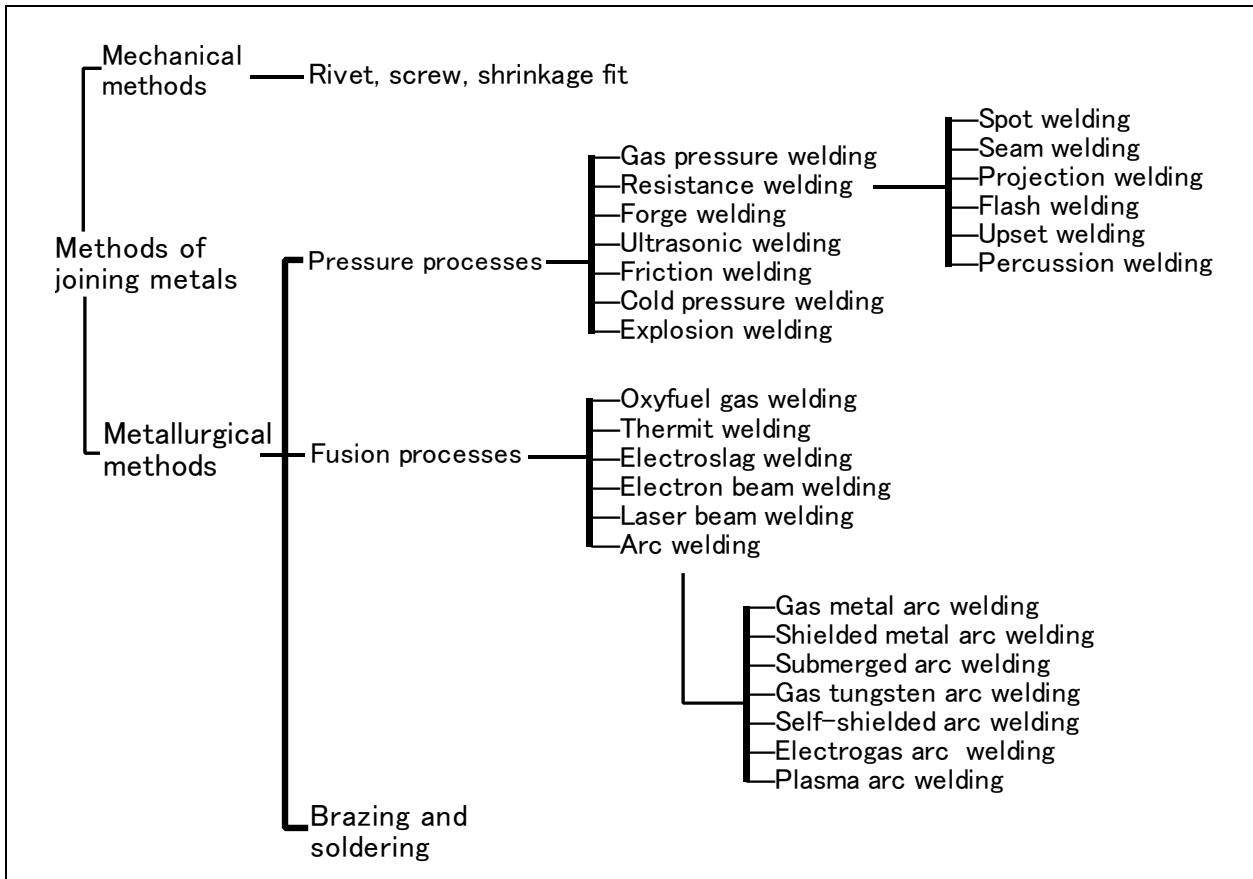 Mechanical
methods
Rivet, screw, shrinkage fit
Methods of
joining metals
Metallurgical
methods
Pressure processes
Gas pressure welding
Resistance welding
Forge welding
Ultrasonic welding
Friction welding
Cold pressure welding
Explosion welding
Spot welding
Seam welding
Projection welding
Flash welding
Upset welding
Percussion welding
Fusion processes
Oxyfuel gas welding
Thermit welding
Electroslag welding
Electron beam welding
Laser beam welding
Arc welding
Gas metal arc welding
Shielded metal arc welding
Submerged arc welding
Gas tungsten arc welding
Self-shielded arc welding
Electrogas arc  welding
Plasma arc welding
Brazing and
soldering